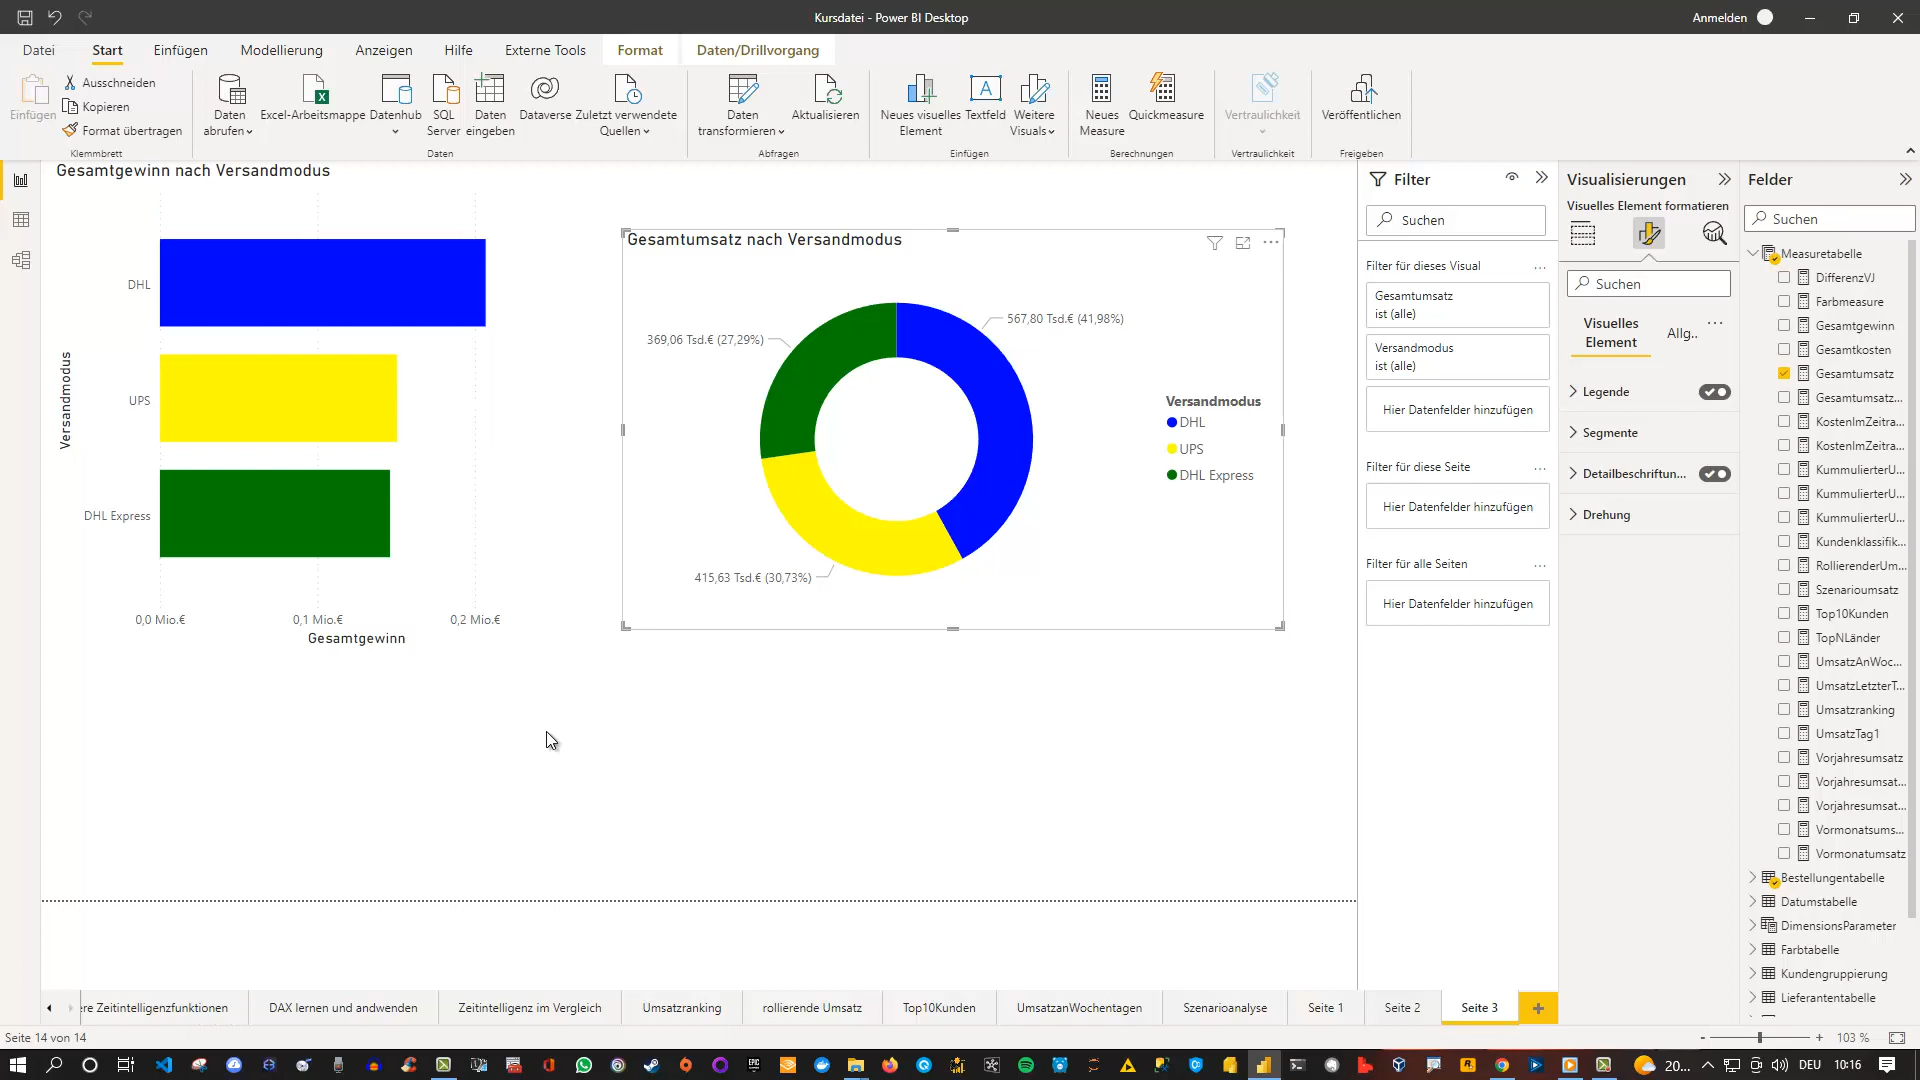 Kursdatei - Power BI Desktop
Anmelden
Datei
Start
Einfügen
Modellierung
Anzeigen
Hilfe
Externe Tools
Format
Daten/Drillvorgang
Einfügen
Ausschneiden
Kopieren
Format übertragen
Klemmbrett
Daten
abrufen
Excel-Arbeitsmappe
Datenhub
SQL
Server
Daten
eingeben
Dataverse
Zuletzt verwendete
Quellen
Daten
Daten
transformieren
Aktualisieren
Abfragen
Neues visuelles
Element
Textfeld
Weitere
Visuals
Einfügen
Neues
Measure
Quickmeasure
Berechnungen
Vertraulichkeit
Vertraulichkeit
Veröffentlichen
Freigeben
Gesamtgewinn nach Versandmodus
Versandmodus
DHL
UPS
DHL Express
0,0 Mio.€
0,1 Mio.€
0,2 Mio.€
Gesamtgewinn
Gesamtumsatz nach Versandmodus
567,80 Tsd.€ (41,98%)
369,06 Tsd.€ (27,29%)
415,63 Tsd.€ (30,73%)
Versandmodus
DHL
UPS
DHL Express
Filter
Suchen
Filter für dieses Visual
Gesamtumsatz
ist (alle)
Versandmodus
ist (alle)
Hier Datenfelder hinzufügen
Filter für diese Seite
Hier Datenfelder hinzufügen
Filter für alle Seiten
Hier Datenfelder hinzufügen
Visualisierungen
Visuelles Element formatieren
Suchen
Visuelles
Element
Allg..
Legende
Segmente
Detailbeschriftun...
Drehung
Felder
Suchen
Measuretabelle
DifferenzVJ
Farbmeasure
Gesamtgewinn
Gesamtkosten
Gesamtumsatz
Gesamtumsatz...
KostenImZeitra...
KostenImZeitra...
KummulierterU...
KummulierterU...
KummulierterU...
Kundenklassifik...
RollierenderUm...
Szenarioumsatz
Top10Kunden
TopNLänder
UmsatzAnWoc...
UmsatzLetzterT...
Umsatzranking
UmsatzTag1
Vorjahresumsatz
Vorjahresumsat...
Vorjahresumsat...
Vormonatsums...
Vormonatumsatz
Bestellungentabelle
Datumstabelle
DimensionsParameter
Farbtabelle
Kundengruppierung
Lieferantentabelle
ere Zeitintelligenzfunktionen
DAX lernen und andwenden
Zeitintelligenz im Vergleich
Umsatzranking
rollierende Umsatz
Top10Kunden
UmsatzanWochentagen
Szenarioanalyse
Seite 1
Seite 2
Seite 3
Seite 14 von 14
103 %
20...
DEU
10:16